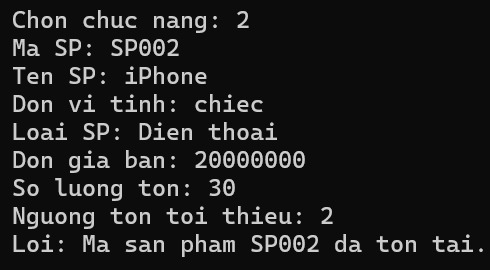 Chon chuc nang: 2
Ma SP: SP002
Ten SP: iPhone
Don vi tinh: chiec
Loai SP: Dien thoai
Don gia ban: 20000000
So luong ton: 30
Nguong ton toi thieu: 2
Loi: Ma san pham SP002 da ton tai.